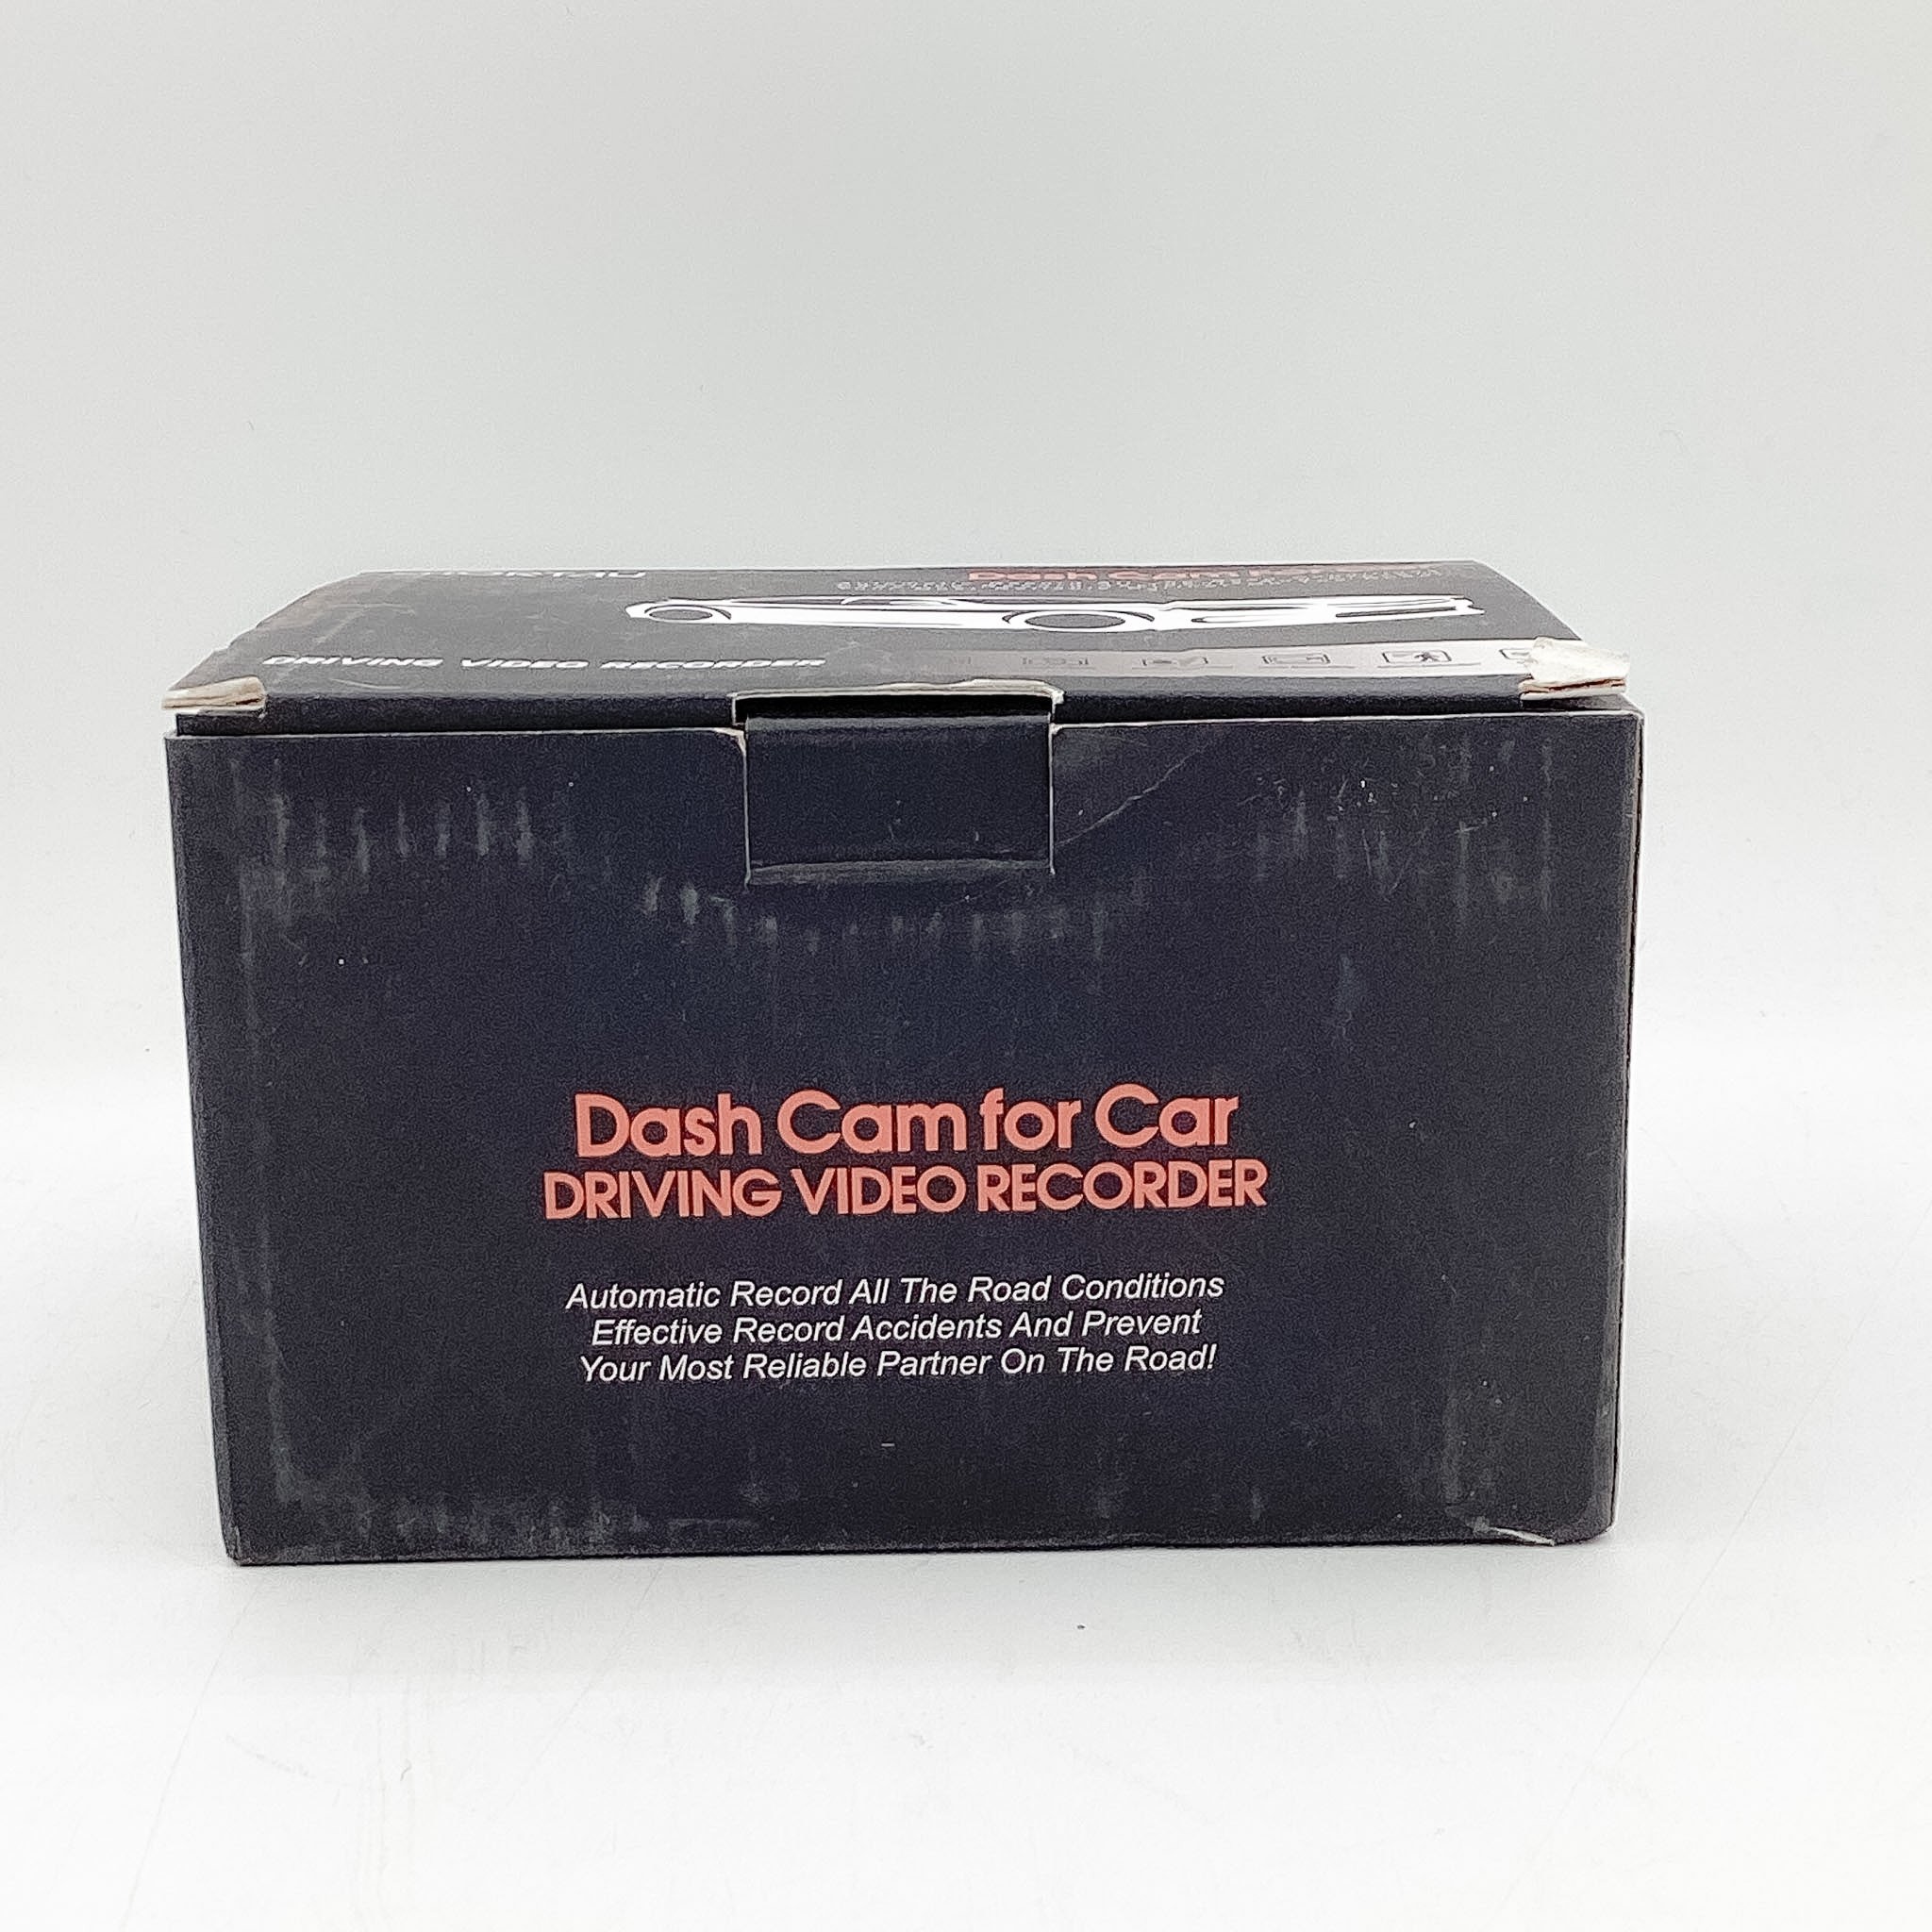 DRIVING VIDEO RECORDER
Dash Cam for Car
DRIVING VIDEO RECORDER
Automatic Record All The Road Conditions
Effective Record Accidents And Prevent
Your Most Reliable Partner On The Road!